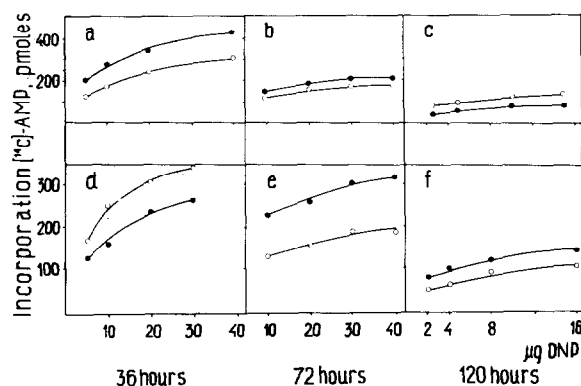 Incorporation [¹⁴C]-AMP, pmoles
400
200
300
200
100
a
b
c
d
e
f
10 20 30 40
10 20 30 40
2 4 8 16
µg DNP
36 hours
72 hours
120 hours